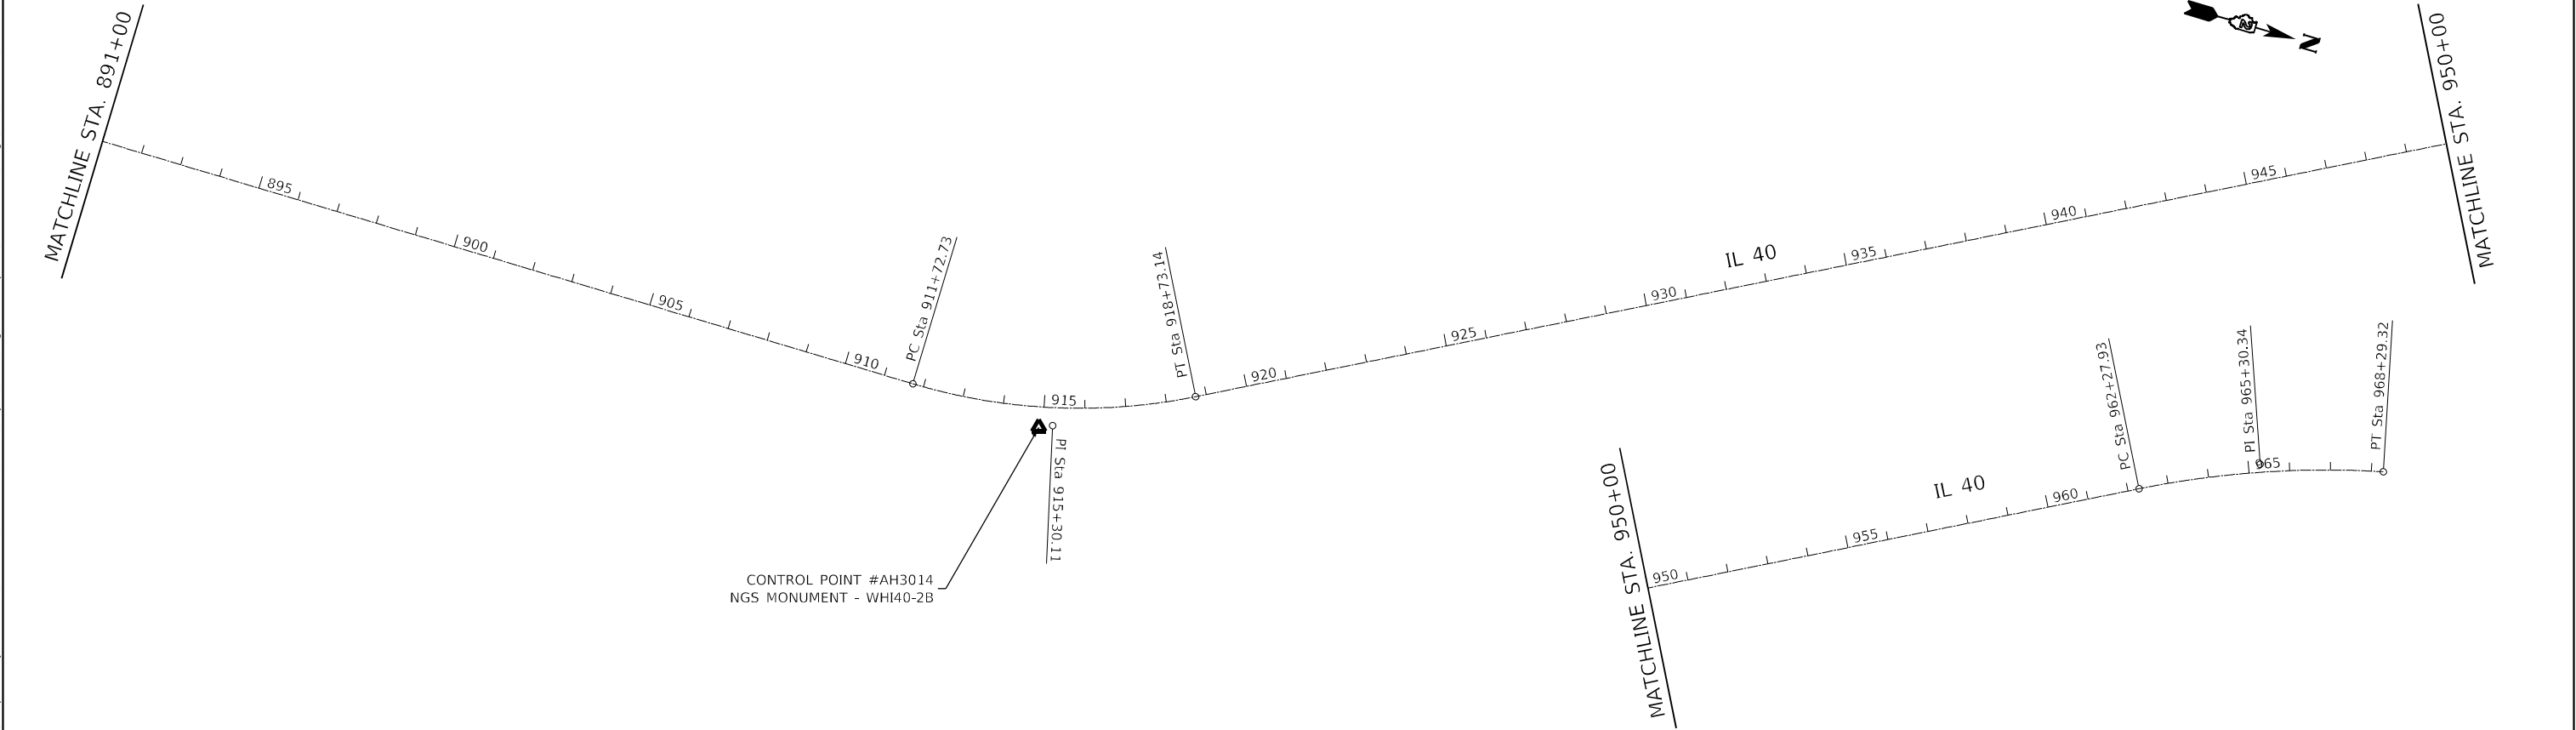 MATCHLINE STA. 891+00
895
900
905
910
PC Sta 911+72.73
915
PI Sta 915+30.11
CONTROL POINT #AH3014
NGS MONUMENT - WHI40-2B
PT Sta 918+73.14
920
925
930
IL 40
935
940
945
N
MATCHLINE STA. 950+00
MATCHLINE STA. 950+00
950
955
IL 40
960
PC Sta 962+27.93
965
PI Sta 965+30.34
PT Sta 968+29.32